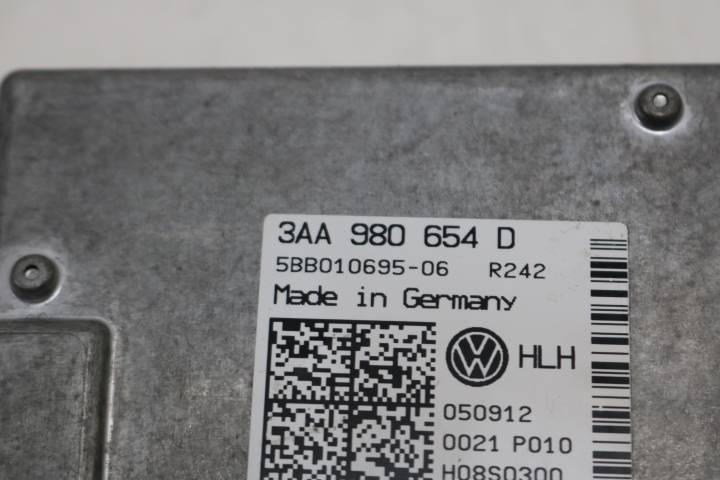 3AA 980 654 D
5BB010695-06 R242
Made in Germany
HLH
050912
0021 P010
H08S0300